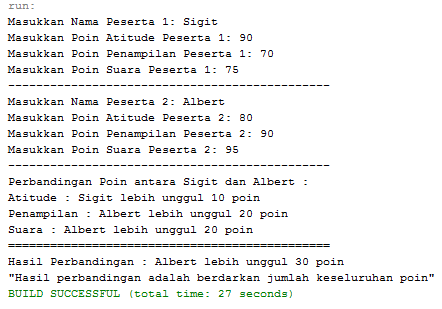 run:
Masukkan Nama Peserta 1: Sigit
Masukkan Poin Atitude Peserta 1: 90
Masukkan Poin Penampilan Peserta 1: 70
Masukkan Poin Suara Peserta 1: 75
----------------------------------------------
Masukkan Nama Peserta 2: Albert
Masukkan Poin Atitude Peserta 2: 80
Masukkan Poin Penampilan Peserta 2: 90
Masukkan Poin Suara Peserta 2: 95
----------------------------------------------
Perbandingan Poin antara Sigit dan Albert :
Atitude : Sigit lebih unggul 10 poin
Penampilan : Albert lebih unggul 20 poin
Suara : Albert lebih unggul 20 poin
==============================================
Hasil Perbandingan : Albert lebih unggul 30 poin
"Hasil perbandingan adalah berdarkan jumlah keseluruhan poin"
BUILD SUCCESSFUL (total time: 27 seconds)